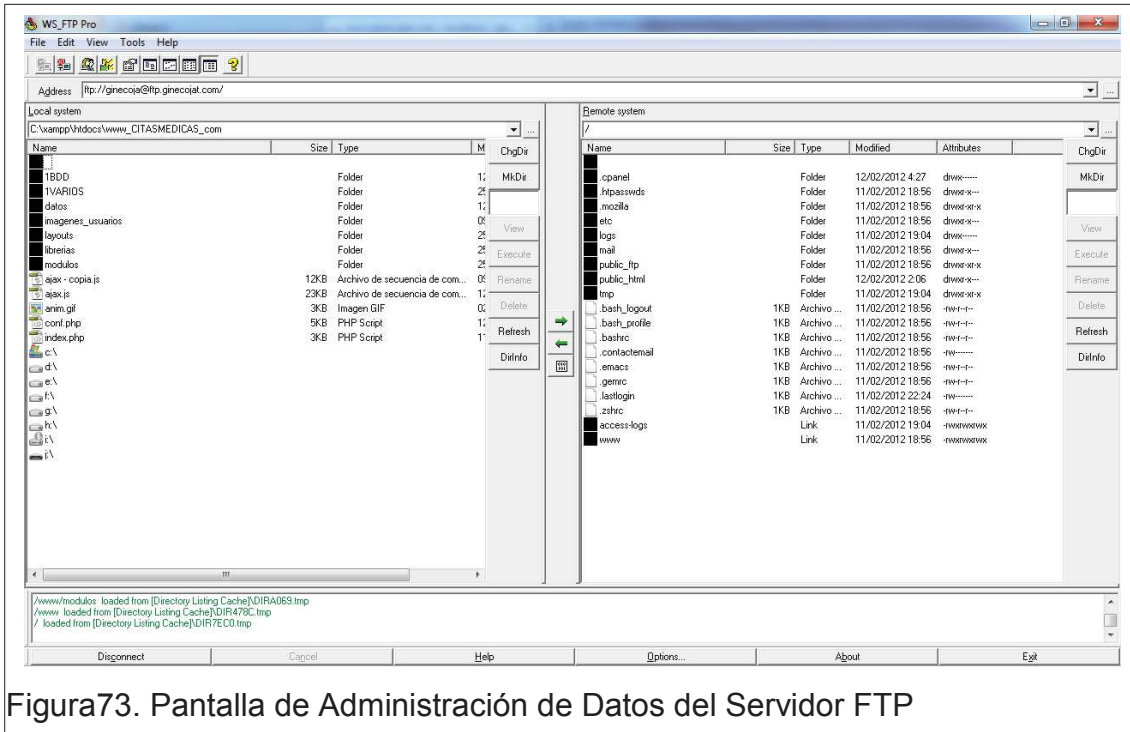 WS_FTP Pro
File Edit View Tools Help
Address ftp://ginecoja@ftp.ginecojat.com/
Local system
C:\xampp\htdocs\www_CITASMEDICAS_com
Name Size Type M
1BDD Folder 12
1VARIOS Folder 25
datos Folder 12
imagenes_usuarios Folder 09
layouts Folder 25
librerias Folder 25
modulos Folder 25
ajax - copia.js 12KB Archivo de secuencia de com... 09
ajax.js 23KB Archivo de secuencia de com... 12
anim.gif 3KB Imagen GIF 02
conf.php 5KB PHP Script 12
index.php 3KB PHP Script 11
c:\
d:\
e:\
f:\
g:\
h:\
i:\
j:\
ChgDir
MkDir
View
Execute
Rename
Delete
Refresh
DirInfo
Remote system
/
Name Size Type Modified Attributes
.cpanel Folder 12/02/2012 4:27 drwx------
.htpasswds Folder 11/02/2012 18:56 drwxr-x---
.mozilla Folder 11/02/2012 18:56 drwxr-xr-x
etc Folder 11/02/2012 18:56 drwxr-x---
logs Folder 11/02/2012 19:04 drwx------
mail Folder 11/02/2012 18:56 drwxr-x---
public_ftp Folder 11/02/2012 18:56 drwxr-xr-x
public_html Folder 12/02/2012 2:06 drwxr-x---
tmp Folder 11/02/2012 19:04 drwxr-xr-x
.bash_logout 1KB Archivo ... 11/02/2012 18:56 -rw-r--r--
.bash_profile 1KB Archivo ... 11/02/2012 18:56 -rw-r--r--
.bashrc 1KB Archivo ... 11/02/2012 18:56 -rw-r--r--
.contactemail 1KB Archivo ... 11/02/2012 18:56 -rw-------
.emacs 1KB Archivo ... 11/02/2012 18:56 -rw-r--r--
.gemrc 1KB Archivo ... 11/02/2012 18:56 -rw-r--r--
.lastlogin 1KB Archivo ... 11/02/2012 22:24 -rw-------
.zshrc 1KB Archivo ... 11/02/2012 18:56 -rw-r--r--
access-logs Link 11/02/2012 19:04 -rwxrwxrwx
www Link 11/02/2012 18:56 -rwxrwxrwx
ChgDir
MkDir
View
Execute
Rename
Delete
Refresh
DirInfo
/www/modulos loaded from [Directory Listing Cache]\DIRA069.tmp
/www loaded from [Directory Listing Cache]\DIR478C.tmp
/ loaded from [Directory Listing Cache]\DIR7EC0.tmp
Disconnect Cancel Help Options... About Exit
Figura73. Pantalla de Administración de Datos del Servidor FTP